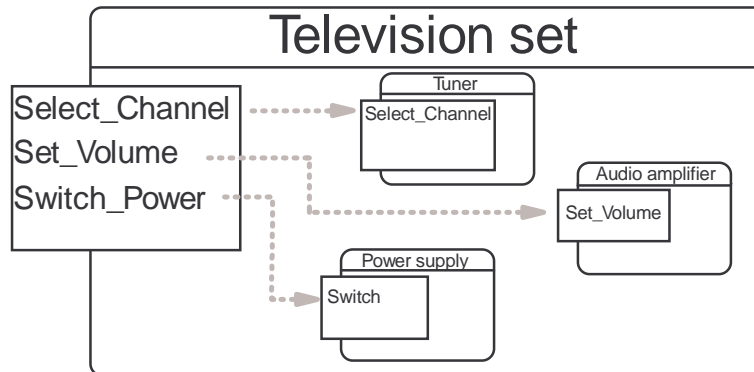 Television set
Tuner
Select_Channel
Select_Channel
Set_Volume
Audio amplifier
Switch_Power
Set_Volume
Power supply
Switch